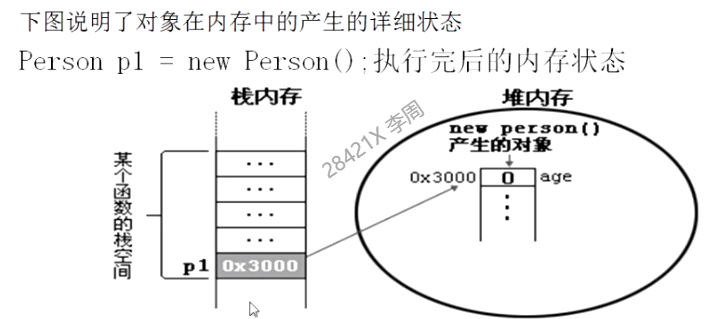 下图说明了对象在内存中的产生的详细状态
Person p1 = new Person();执行完后的内存状态
栈内存
堆内存
28421X 李周
new person()
产生的对象
某个函数的栈空间
...
...
...
...
p1
0x3000
0x3000
0
age
⋮